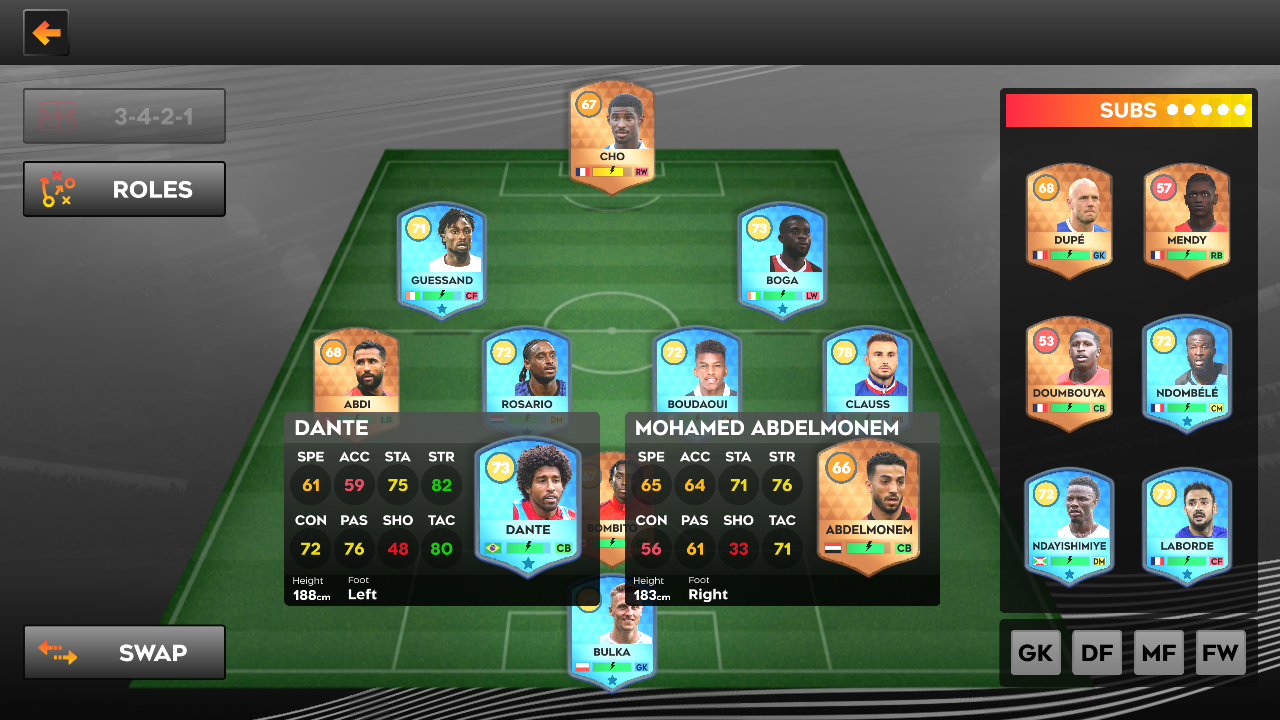 3-4-2-1
ROLES
SUBS
67
CHO
RW
71
GUESSAND
CF
73
BOGA
LW
68
ABDI
LB
72
ROSARIO
DM
72
BOUDAOUI
78
CLAUSS
DANTE
SPE ACC STA STR
61 59 75 82
CON PAS SHO TAC
72 76 48 80
Height Foot
188cm Left
73
DANTE
CB
BOMBITO
MOHAMED ABDELMONEM
SPE ACC STA STR
65 64 71 76
CON PAS SHO TAC
56 61 33 71
Height Foot
183cm Right
66
ABDELMONEM
CB
BULKA
GK
68
DUPÉ
GK
57
MENDY
RB
53
DOUMBOUYA
CB
72
NDOMBÉLÉ
CM
72
NDAYISHIMIYE
DM
73
LABORDE
CF
SWAP
GK DF MF FW